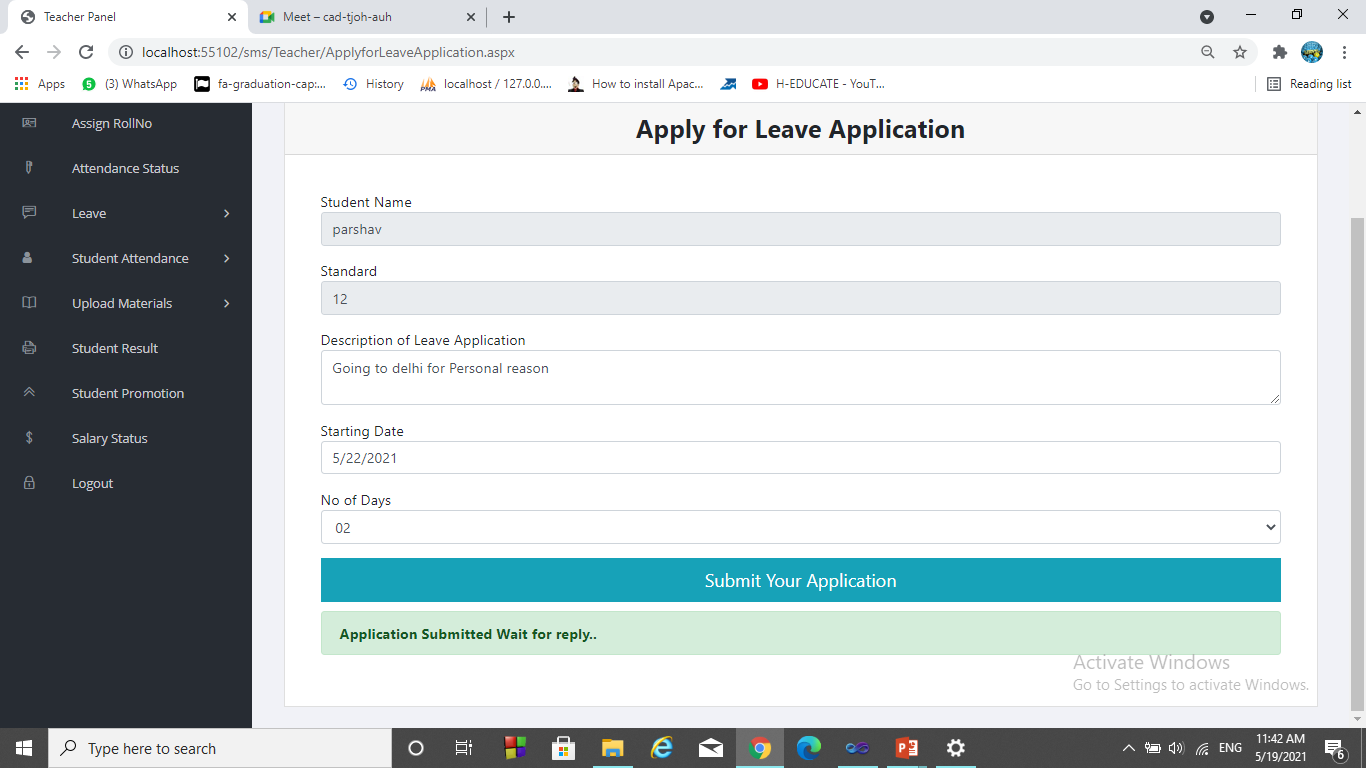 Teacher Panel
Meet – cad-tjoh-auh
localhost:55102/sms/Teacher/ApplyforLeaveApplication.aspx
Apps
5
(3) WhatsApp
fa-graduation-cap:...
History
PMA
localhost / 127.0.0....
How to install Apac...
H-EDUCATE - YouT...
Reading list
Assign RollNo
Attendance Status
Leave
Student Attendance
Upload Materials
Student Result
Student Promotion
Salary Status
Logout
Apply for Leave Application
Student Name
parshav
Standard
12
Description of Leave Application
Going to delhi for Personal reason
Starting Date
5/22/2021
No of Days
02
Submit Your Application
Application Submitted Wait for reply..
Activate Windows
Go to Settings to activate Windows.
Type here to search
ENG
11:42 AM
5/19/2021
6